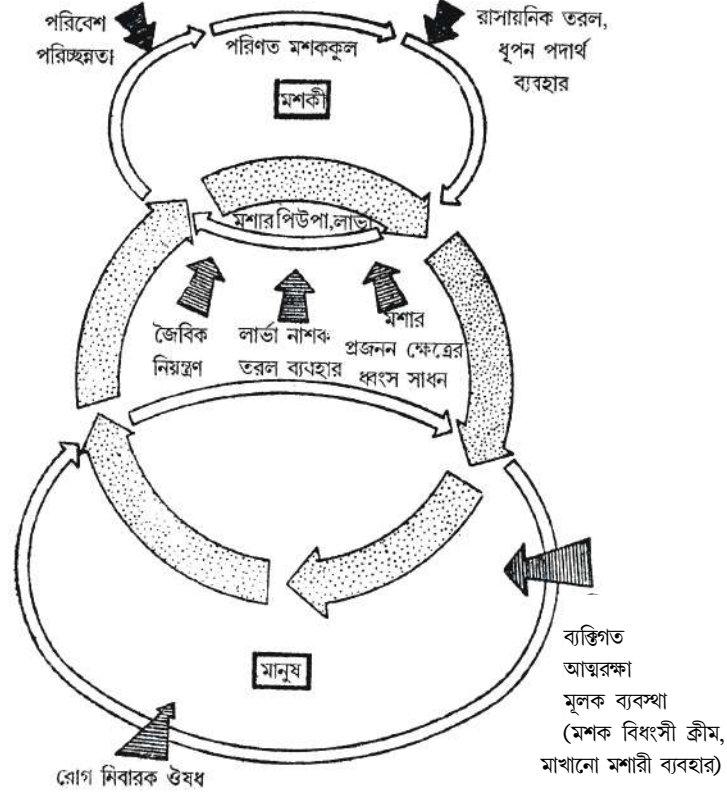 পরিবেশ
পরিচ্ছন্নতা
রাসায়নিক তরল,
ধূপন পদার্থ
ব্যবহার
পরিণত মশককুল
মশকী
মশার পিউপা, লার্ভা
জৈবিক
নিয়ন্ত্রণ
লার্ভা নাশক
তরল ব্যবহার
মশার
প্রজনন ক্ষেত্রের
ধ্বংস সাধন
ব্যক্তিগত
আত্মরক্ষা
মূলক ব্যবস্থা
(মশক বিধংসী ক্রীম,
মাখানো মশারী ব্যবহার)
মানুষ
রোগ নিবারক ঔষধ